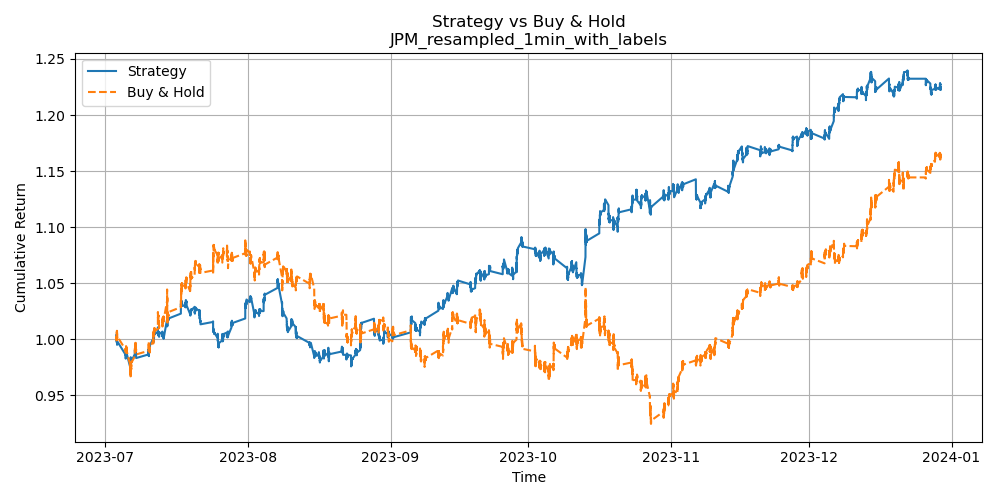 Strategy vs Buy & Hold
JPM_resampled_1min_with_labels
Strategy
Buy & Hold
Cumulative Return
1.25
1.20
1.15
1.10
1.05
1.00
0.95
2023-07
2023-08
2023-09
2023-10
2023-11
2023-12
2024-01
Time